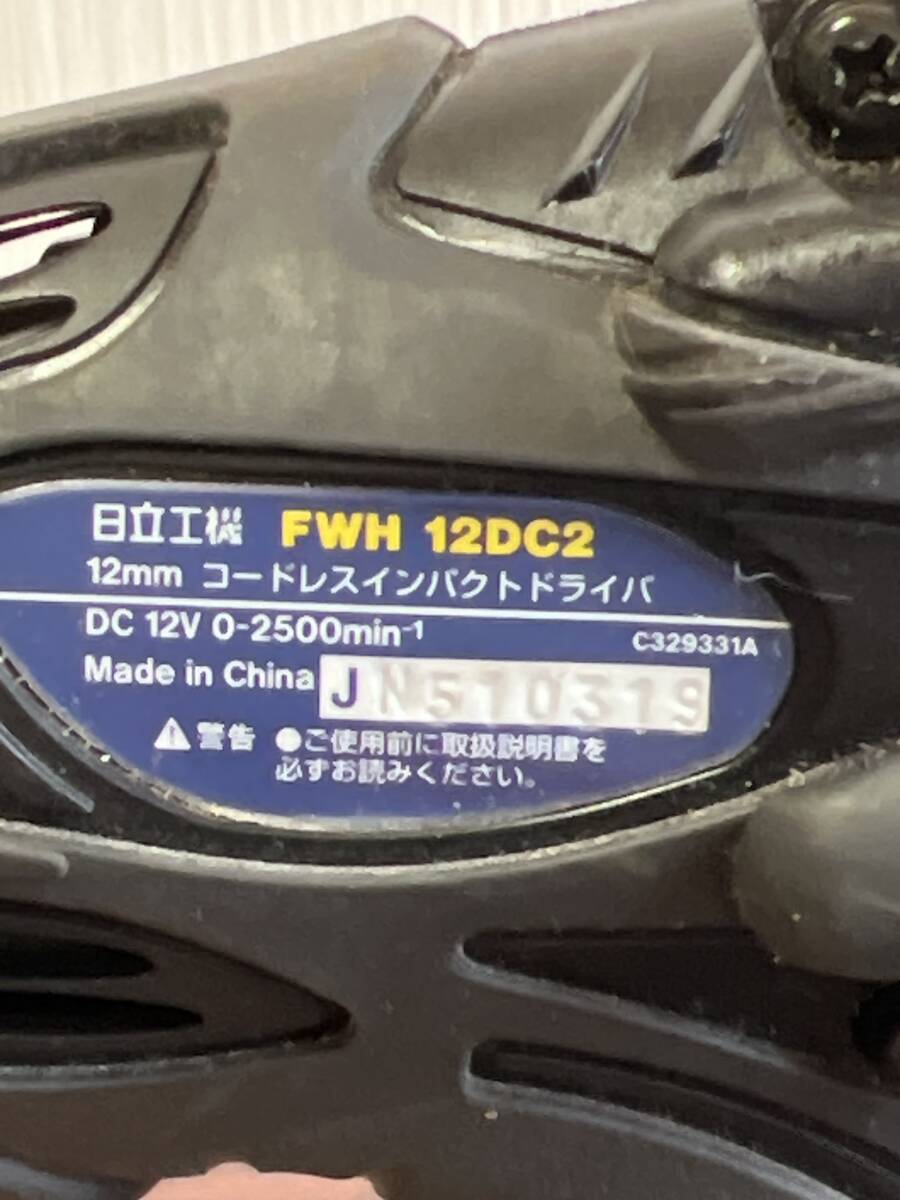 日立工機 FWH 12DC2
12mm コードレスインパクトドライバ
DC 12V 0-2500min⁻¹ C329331A
Made in China JN510319
⚠警告 ●ご使用前に取扱説明書を
必ずお読みください。